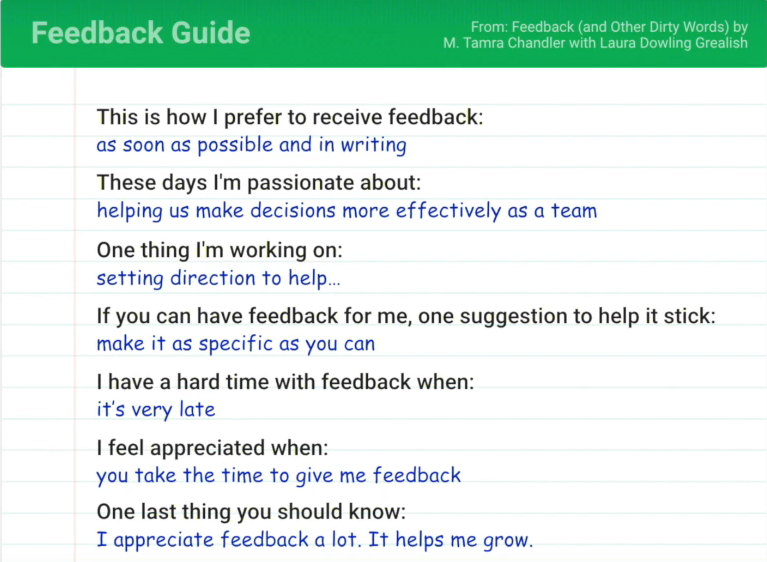 Feedback Guide
From: Feedback (and Other Dirty Words) by
M. Tamra Chandler with Laura Dowling Grealish
This is how I prefer to receive feedback:
as soon as possible and in writing
These days I'm passionate about:
helping us make decisions more effectively as a team
One thing I'm working on:
setting direction to help...
If you can have feedback for me, one suggestion to help it stick:
make it as specific as you can
I have a hard time with feedback when:
it's very late
I feel appreciated when:
you take the time to give me feedback
One last thing you should know:
I appreciate feedback a lot. It helps me grow.